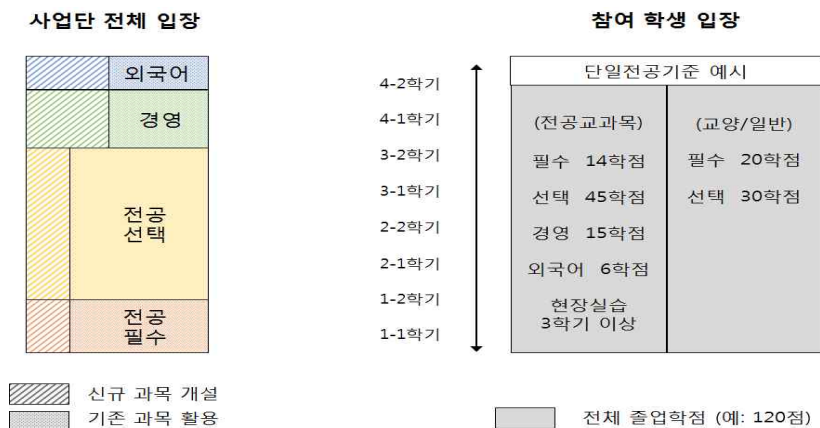 사업단 전체 입장
외국어
경영
전공
선택
전공
필수
신규 과목 개설
기존 과목 활용
참여 학생 입장
4-2학기
4-1학기
3-2학기
3-1학기
2-2학기
2-1학기
1-2학기
1-1학기
단일전공기준 예시
(전공교과목)
필수 14학점
선택 45학점
경영 15학점
외국어 6학점
현장실습
3학기 이상
(교양/일반)
필수 20학점
선택 30학점
전체 졸업학점 (예: 120점)